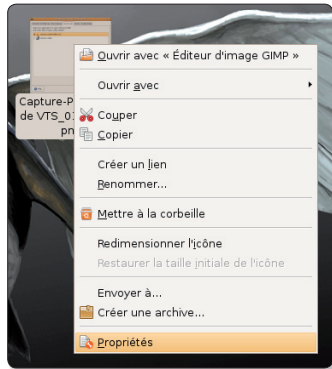 Ouvrir avec « Éditeur d'image GIMP »
Ouvrir avec
Capture-P
de VTS_0
pn
Couper
Copier
Créer un lien
Renommer...
Mettre à la corbeille
Redimensionner l'icône
Restaurer la taille initiale de l'icône
Envoyer à...
Créer une archive...
Propriétés